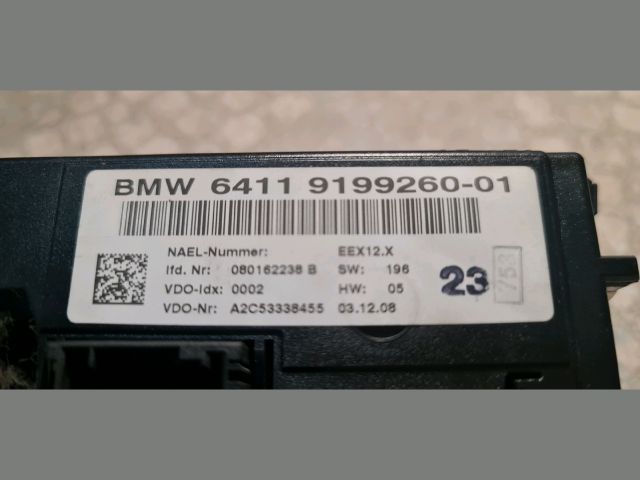 BMW 6411 9199260-01
NAEL-Nummer: EEX12.X
lfd. Nr: 080162238 B SW: 196
VDO-Idx: 0002 HW: 05
VDO-Nr: A2C53338455 03.12.08
23
753